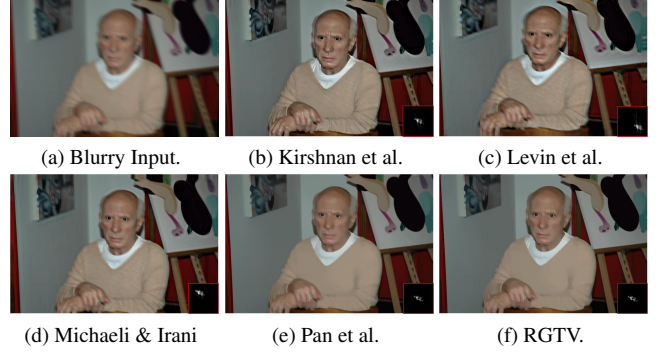 (a) Blurry Input.
(b) Kirshnan et al.
(c) Levin et al.
(d) Michaeli & Irani
(e) Pan et al.
(f) RGTV.